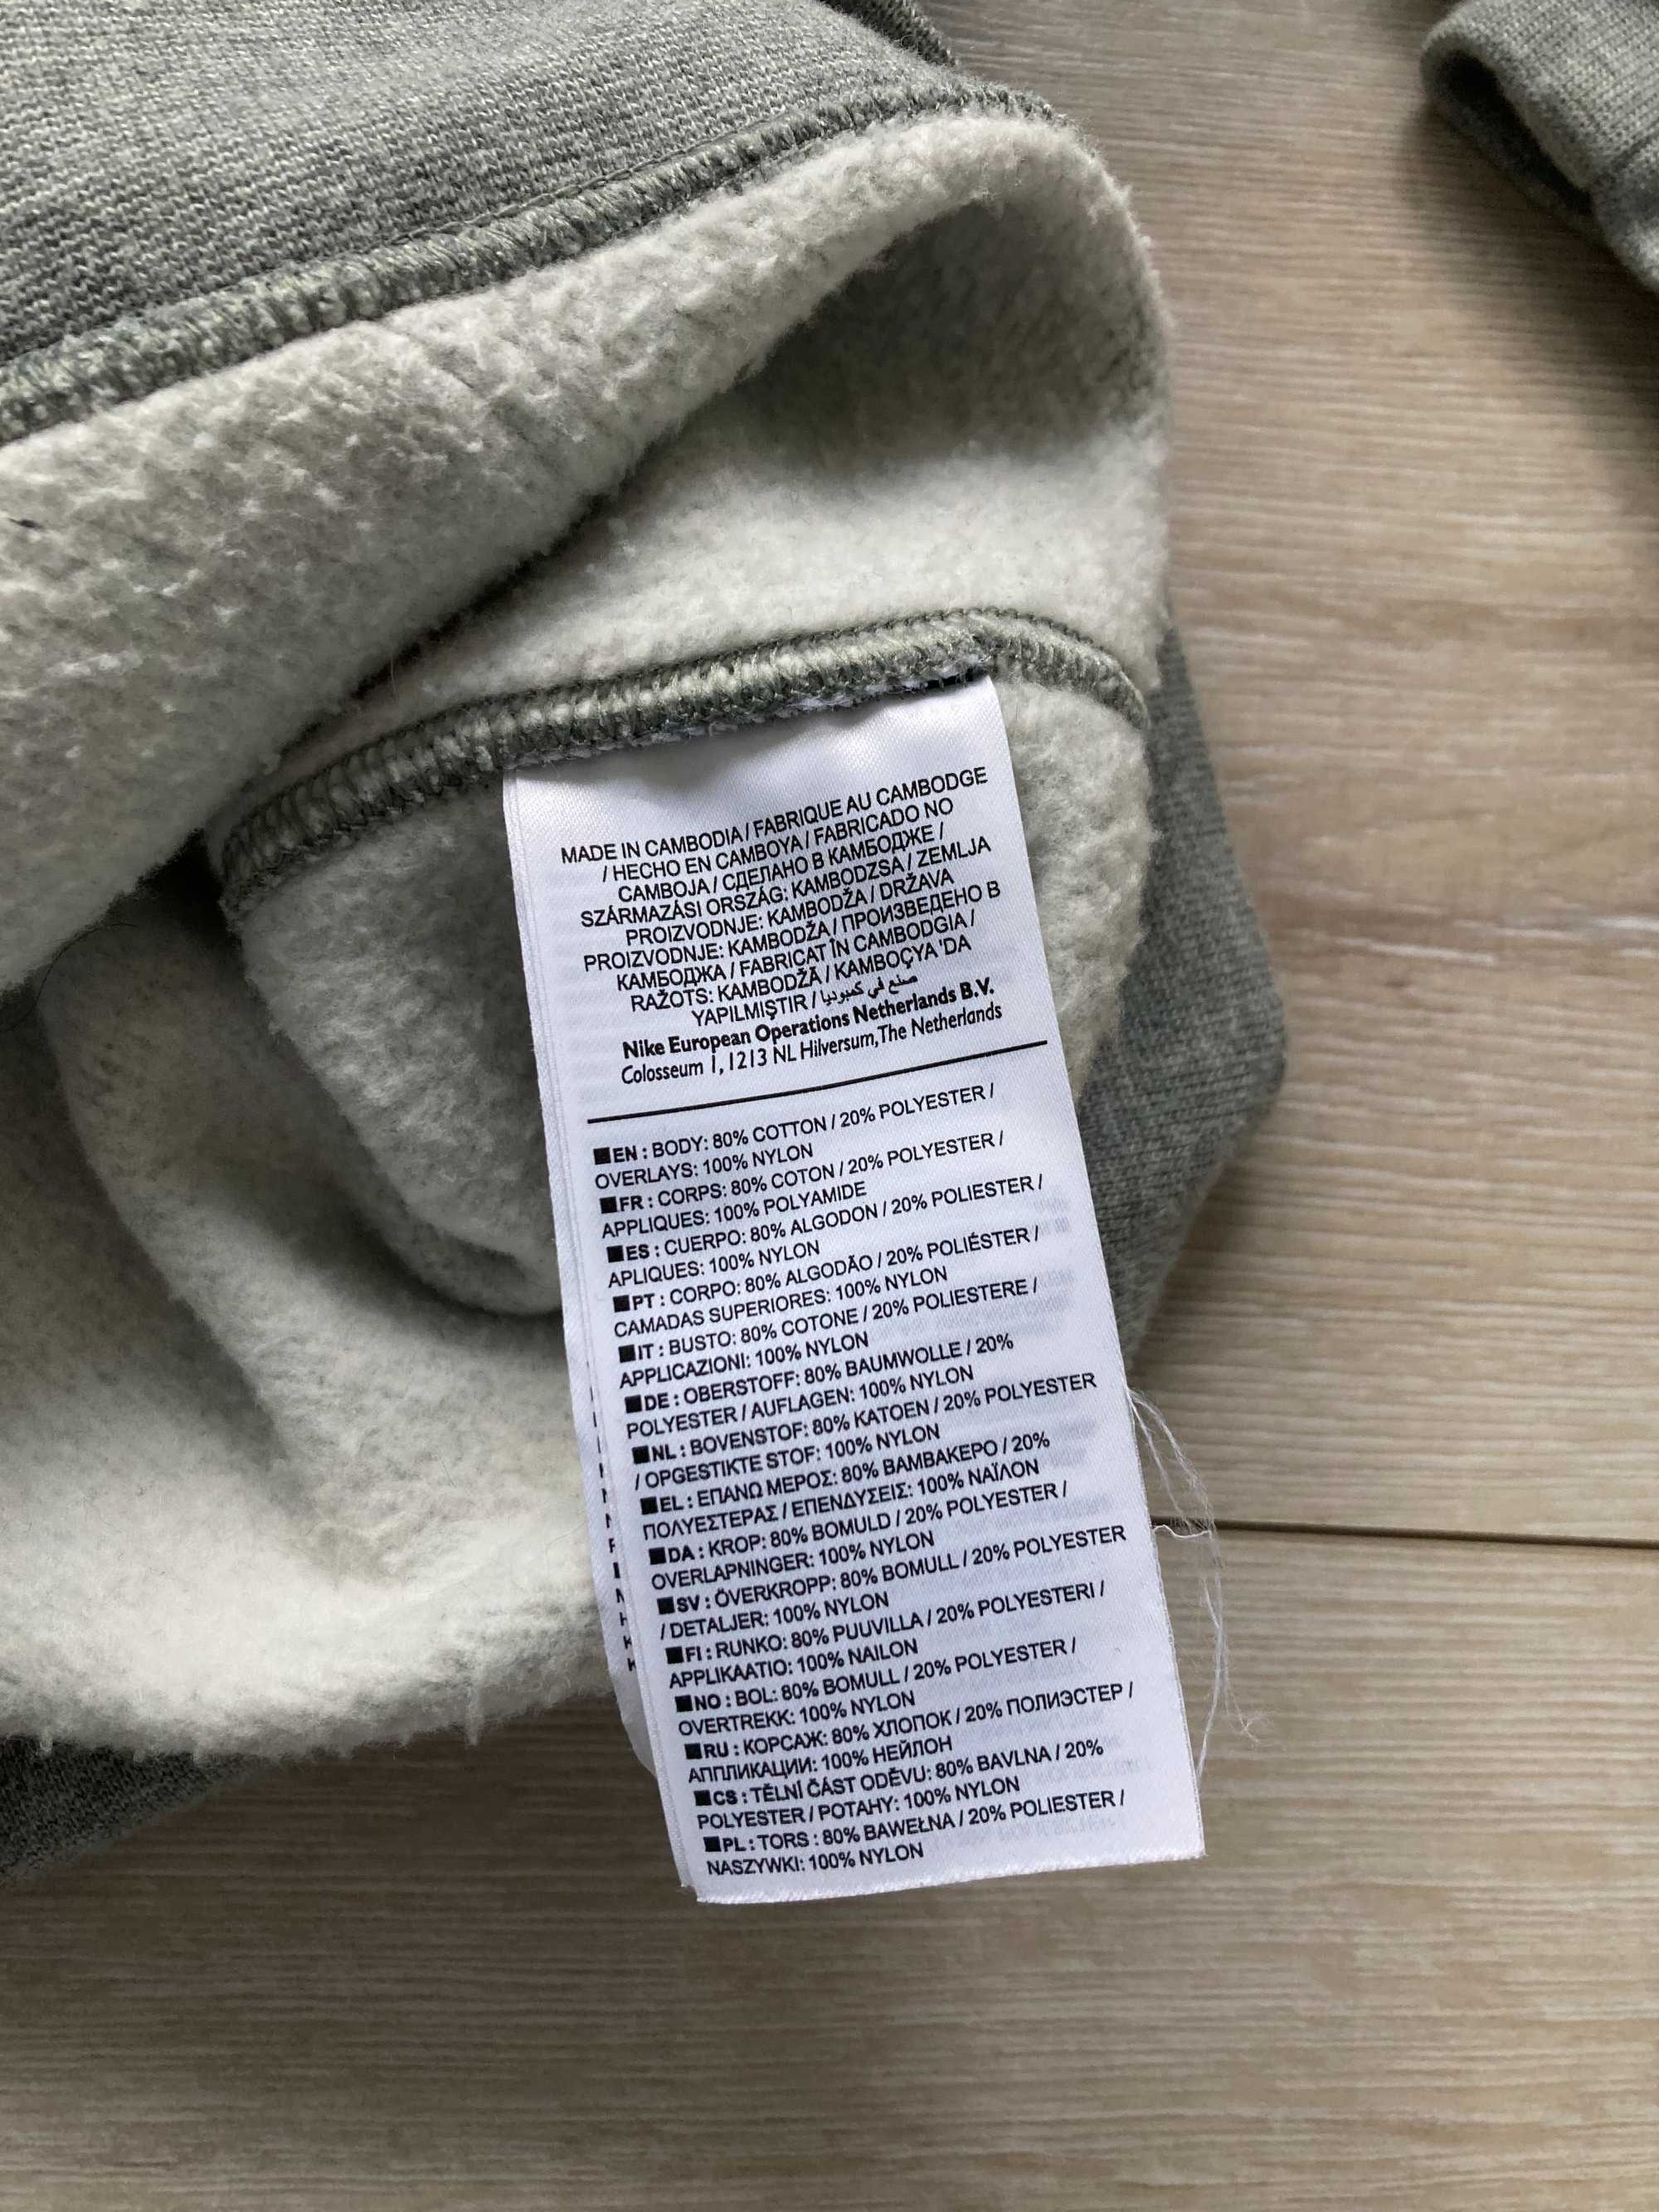 MADE IN CAMBODIA / FABRIQUE AU CAMBODGE
/ HECHO EN CAMBOYA / FABRICADO NO
CAMBOJA / СДЕЛАНО В КАМБОДЖЕ /
SZÁRMAZÁSI ORSZÁG: KAMBODZSA / ZEMLJA
PROIZVODNJE: KAMBODŽA / DRŽAVA
PROIZVODNJE: KAMBODŽA / ПРОИЗВЕДЕНО В
КАМБОДЖА / FABRICAT ÎN CAMBODGIA /
RAŽOTS: KAMBODŽĀ / KAMBOÇYA 'DA
YAPILMIŞTIR / صنع في كمبوديا
Nike European Operations Netherlands B.V.
Colosseum 1, 1213 NL Hilversum, The Netherlands
■EN : BODY: 80% COTTON / 20% POLYESTER /
OVERLAYS: 100% NYLON
■FR : CORPS: 80% COTON / 20% POLYESTER /
APPLIQUES: 100% POLYAMIDE
■ES : CUERPO: 80% ALGODON / 20% POLIESTER /
APLIQUES: 100% NYLON
■PT : CORPO: 80% ALGODÃO / 20% POLIÉSTER /
CAMADAS SUPERIORES: 100% NYLON
■IT : BUSTO: 80% COTONE / 20% POLIESTERE /
APPLICAZIONI: 100% NYLON
■DE : OBERSTOFF: 80% BAUMWOLLE / 20%
POLYESTER / AUFLAGEN: 100% NYLON
■NL : BOVENSTOF: 80% KATOEN / 20% POLYESTER
/ OPGESTIKTE STOF: 100% NYLON
■EL : ΕΠΑΝΩ ΜΕΡΟΣ: 80% ΒΑΜΒΑΚΕΡΟ / 20%
ΠΟΛΥΕΣΤΕΡΑΣ / ΕΠΕΝΔΥΣΕΙΣ: 100% ΝΑΪΛΟΝ
■DA : KROP: 80% BOMULD / 20% POLYESTER /
OVERLAPNINGER: 100% NYLON
■SV : ÖVERKROPP: 80% BOMULL / 20% POLYESTER
/ DETALJER: 100% NYLON
■FI : RUNKO: 80% PUUVILLA / 20% POLYESTERI /
APPLIKAATIO: 100% NAILON
■NO : BOL: 80% BOMULL / 20% POLYESTER /
OVERTREKK: 100% NYLON
■RU : КОРСАЖ: 80% ХЛОПОК / 20% ПОЛИЭСТЕР /
АППЛИКАЦИИ: 100% НЕЙЛОН
■CS : TĚLNÍ ČÁST ODĚVU: 80% BAVLNA / 20%
POLYESTER / POTAHY: 100% NYLON
■PL : TORS : 80% BAWEŁNA / 20% POLIESTER /
NASZYWKI: 100% NYLON